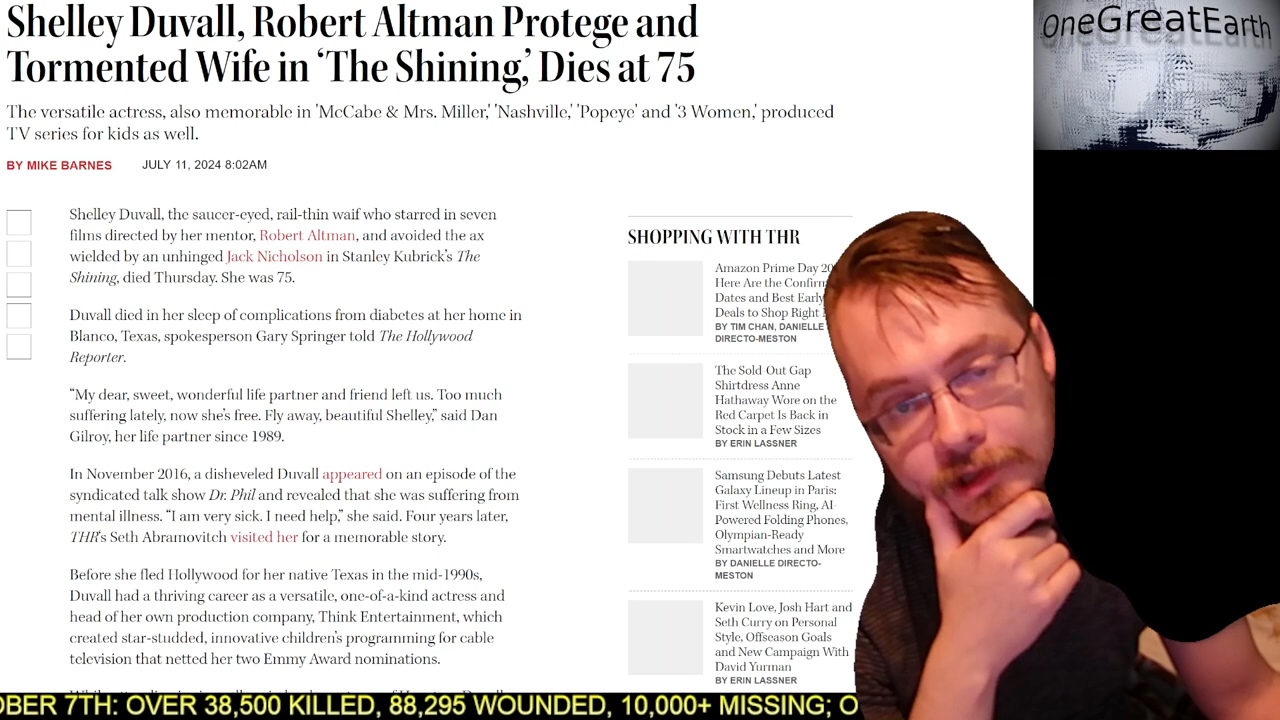 Shelley Duvall, Robert Altman Protege and
Tormented Wife in ‘The Shining,’ Dies at 75
The versatile actress, also memorable in 'McCabe & Mrs. Miller,' 'Nashville,' 'Popeye' and '3 Women,' produced
TV series for kids as well.
BY MIKE BARNES JULY 11, 2024 8:02AM
Shelley Duvall, the saucer-eyed, rail-thin waif who starred in seven
films directed by her mentor, Robert Altman, and avoided the ax
wielded by an unhinged Jack Nicholson in Stanley Kubrick’s The
Shining, died Thursday. She was 75.
Duvall died in her sleep of complications from diabetes at her home in
Blanco, Texas, spokesperson Gary Springer told The Hollywood
Reporter.
“My dear, sweet, wonderful life partner and friend left us. Too much
suffering lately, now she’s free. Fly away, beautiful Shelley,” said Dan
Gilroy, her life partner since 1989.
In November 2016, a disheveled Duvall appeared on an episode of the
syndicated talk show Dr. Phil and revealed that she was suffering from
mental illness. “I am very sick. I need help,” she said. Four years later,
THR’s Seth Abramovitch visited her for a memorable story.
Before she fled Hollywood for her native Texas in the mid-1990s,
Duvall had a thriving career as a versatile, one-of-a-kind actress and
head of her own production company, Think Entertainment, which
created star-studded, innovative children’s programming for cable
television that netted her two Emmy Award nominations.
SHOPPING WITH THR
Amazon Prime Day 20
Here Are the Confirm
Dates and Best Early
Deals to Shop Right
BY TIM CHAN, DANIELLE
DIRECTO-MESTON
The Sold-Out Gap
Shirtdress Anne
Hathaway Wore on the
Red Carpet Is Back in
Stock in a Few Sizes
BY ERIN LASSNER
Samsung Debuts Latest
Galaxy Lineup in Paris:
First Wellness Ring, AI-
Powered Folding Phones,
Olympian-Ready
Smartwatches and More
BY DANIELLE DIRECTO-
MESTON
Kevin Love, Josh Hart and
Seth Curry on Personal
Style, Offseason Goals
and New Campaign With
David Yurman
BY ERIN LASSNER
OneGreatEarth
OBER 7TH: OVER 38,500 KILLED, 88,295 WOUNDED, 10,000+ MISSING; O